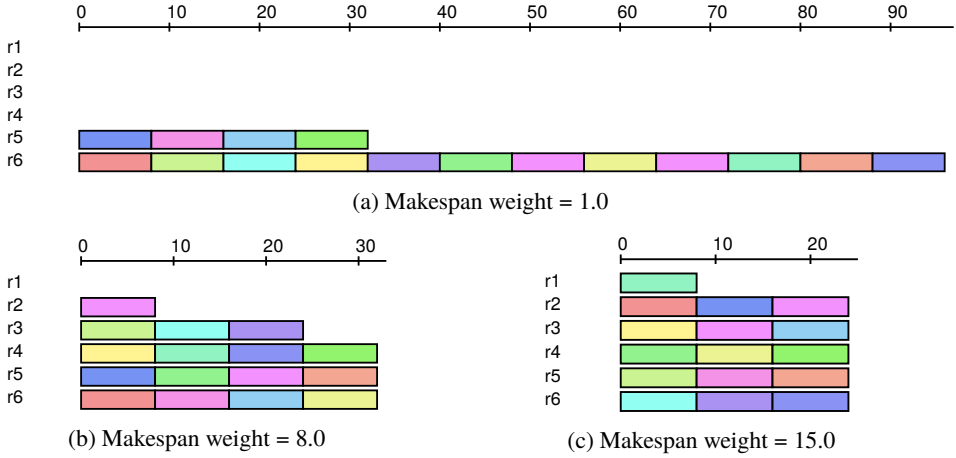 0 10 20 30 40 50 60 70 80 90
r1
r2
r3
r4
r5
r6
(a) Makespan weight = 1.0
0 10 20 30
r1
r2
r3
r4
r5
r6
(b) Makespan weight = 8.0
0 10 20
r1
r2
r3
r4
r5
r6
(c) Makespan weight = 15.0